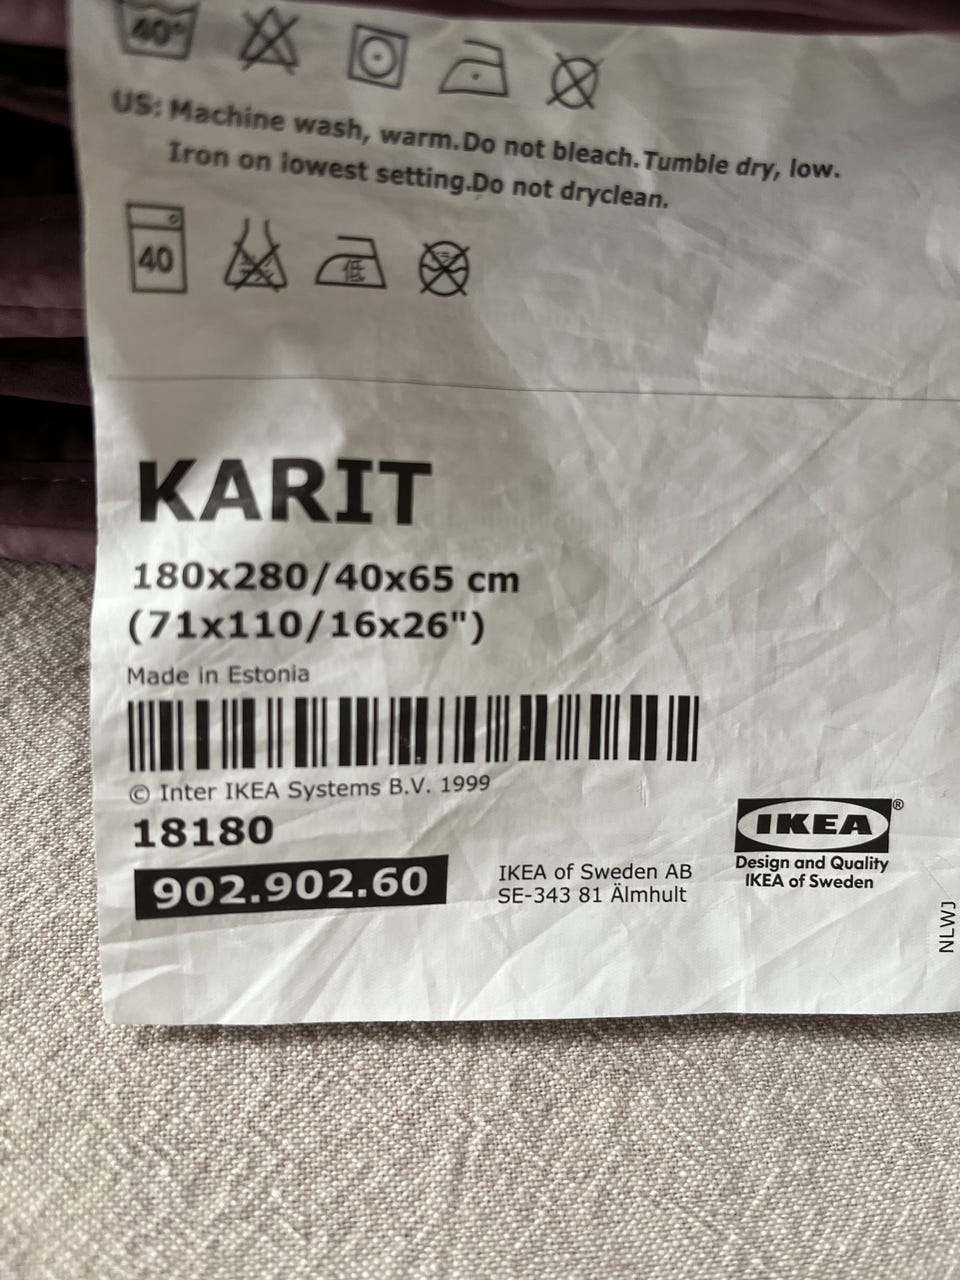 40°
US: Machine wash, warm.Do not bleach.Tumble dry, low.
Iron on lowest setting.Do not dryclean.
40
低
KARIT
180x280/40x65 cm
(71x110/16x26")
Made in Estonia
© Inter IKEA Systems B.V. 1999
18180
902.902.60
IKEA of Sweden AB
SE-343 81 Älmhult
IKEA®
Design and Quality
IKEA of Sweden
NLWJ